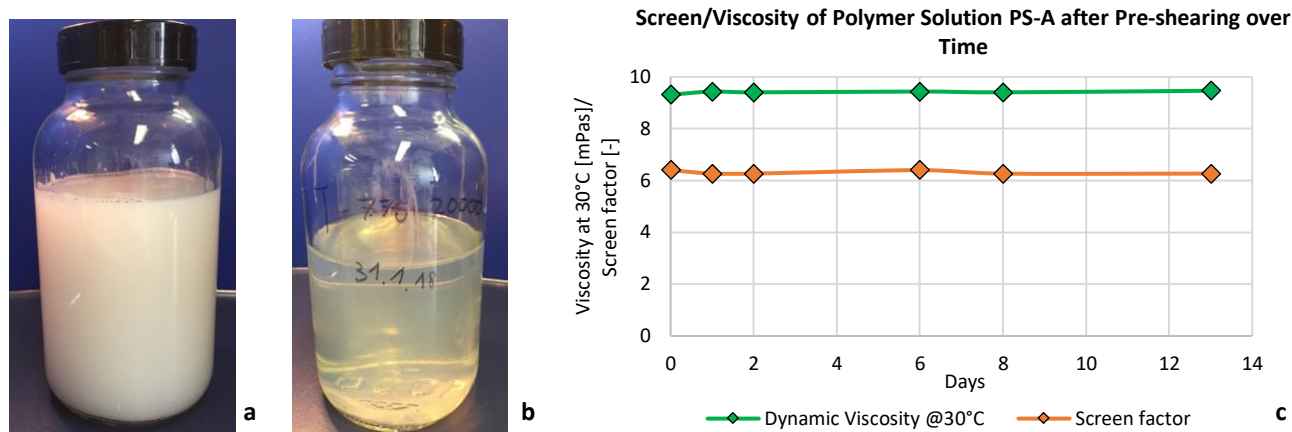 a
T-775-20000
31.1.18
b
Screen/Viscosity of Polymer Solution PS-A after Pre-shearing over
Time
Viscosity at 30°C [mPas]/
Screen factor [-]
10
8
6
4
2
0
0 2 4 6 8 10 12 14
Days
Dynamic Viscosity @30°C Screen factor
c